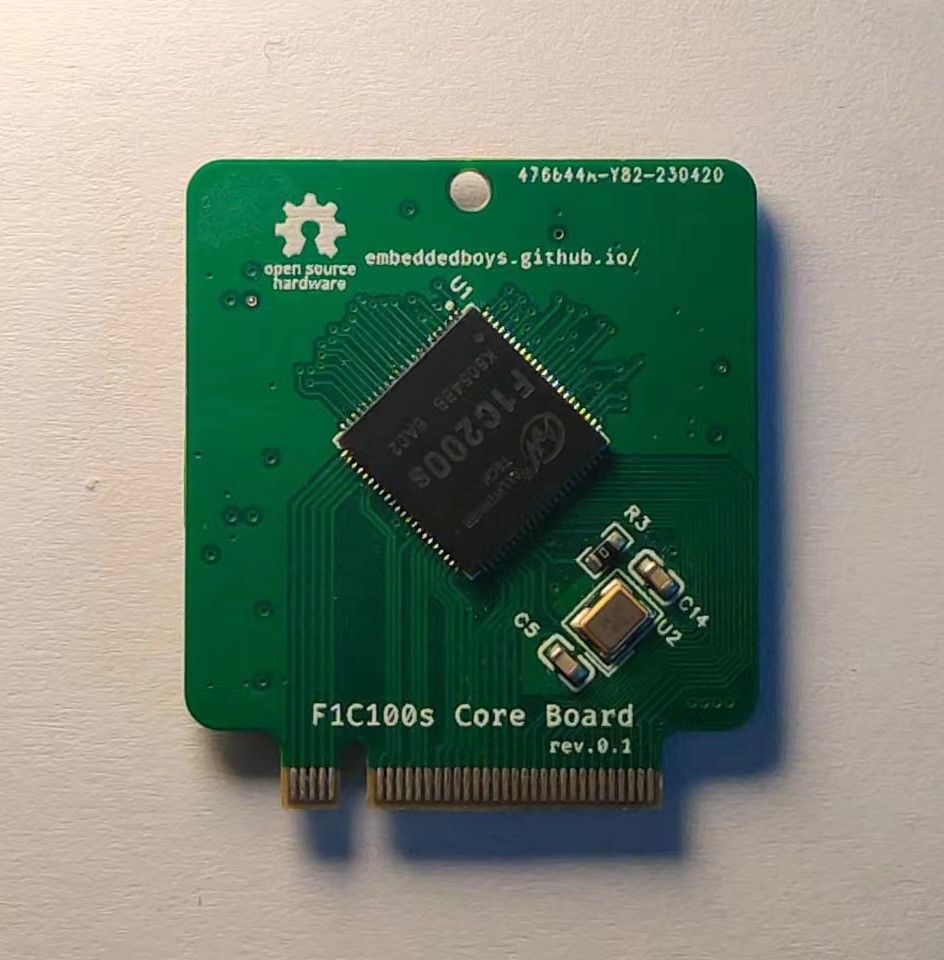 476644A-Y82-230420
open source
hardware
embeddedboys.github.io/
U1
F1C200s
R3
C14
U2
C5
F1C100s Core Board
rev.0.1